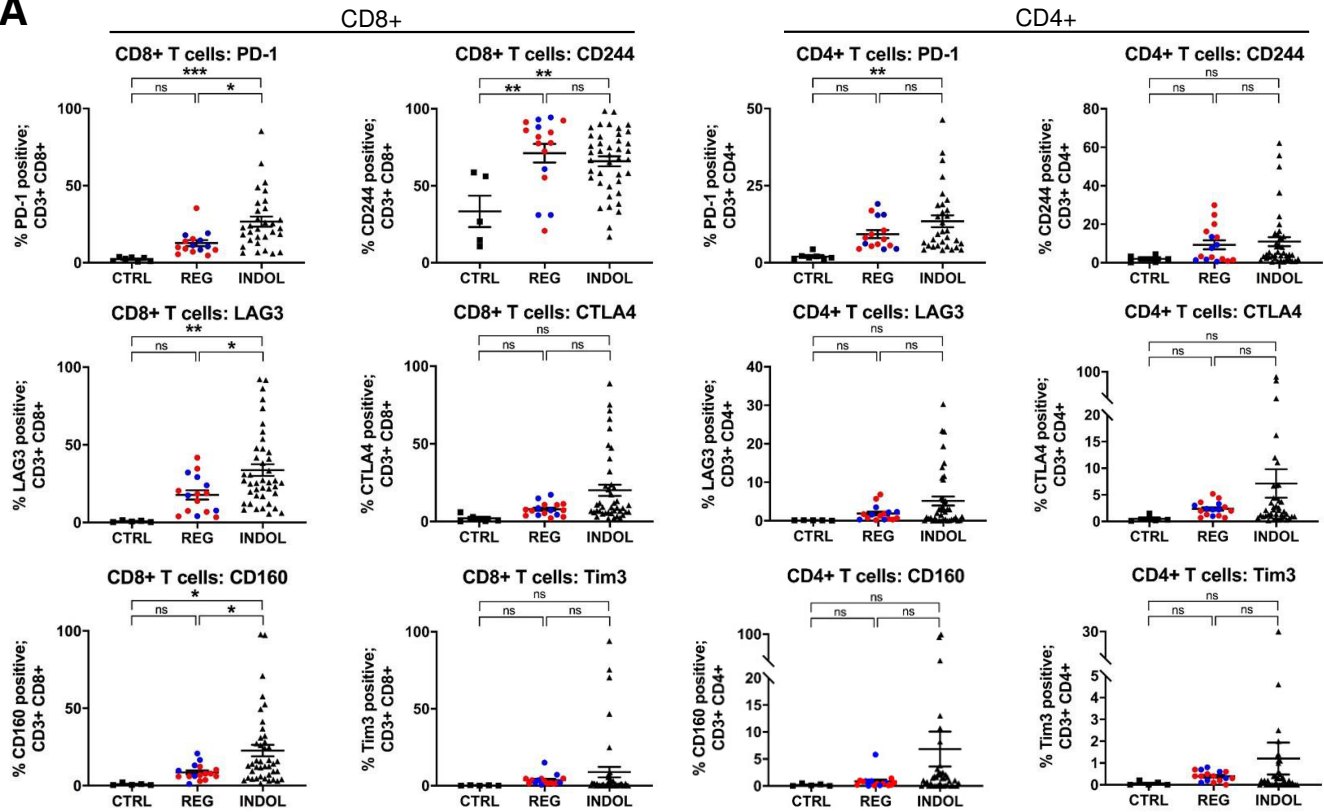 A
CD8+
CD4+
CD8+ T cells: PD-1
***
ns
*
100
50
0
% PD-1 positive;
CD3+ CD8+
CTRL REG INDOL
CD8+ T cells: CD244
**
**
ns
100
50
0
% CD244 positive;
CD3+ CD8+
CTRL REG INDOL
CD4+ T cells: PD-1
**
ns
ns
50
25
0
% PD-1 positive;
CD3+ CD4+
CTRL REG INDOL
CD4+ T cells: CD244
ns
ns
ns
80
60
40
20
0
% CD244 positive;
CD3+ CD4+
CTRL REG INDOL
CD8+ T cells: LAG3
**
ns
*
100
50
0
% LAG3 positive;
CD3+ CD8+
CTRL REG INDOL
CD8+ T cells: CTLA4
ns
ns
ns
100
50
0
% CTLA4 positive;
CD3+ CD8+
CTRL REG INDOL
CD4+ T cells: LAG3
ns
ns
ns
40
30
20
10
0
% LAG3 positive;
CD3+ CD4+
CTRL REG INDOL
CD4+ T cells: CTLA4
ns
ns
ns
100
20
15
10
5
0
% CTLA4 positive;
CD3+ CD4+
CTRL REG INDOL
CD8+ T cells: CD160
*
ns
*
100
50
0
% CD160 positive;
CD3+ CD8+
CTRL REG INDOL
CD8+ T cells: Tim3
ns
ns
ns
100
50
0
% Tim3 positive;
CD3+ CD8+
CTRL REG INDOL
CD4+ T cells: CD160
ns
ns
ns
100
20
15
10
5
0
% CD160 positive;
CD3+ CD4+
CTRL REG INDOL
CD4+ T cells: Tim3
ns
ns
ns
30
5
4
3
2
1
0
% Tim3 positive;
CD3+ CD4+
CTRL REG INDOL